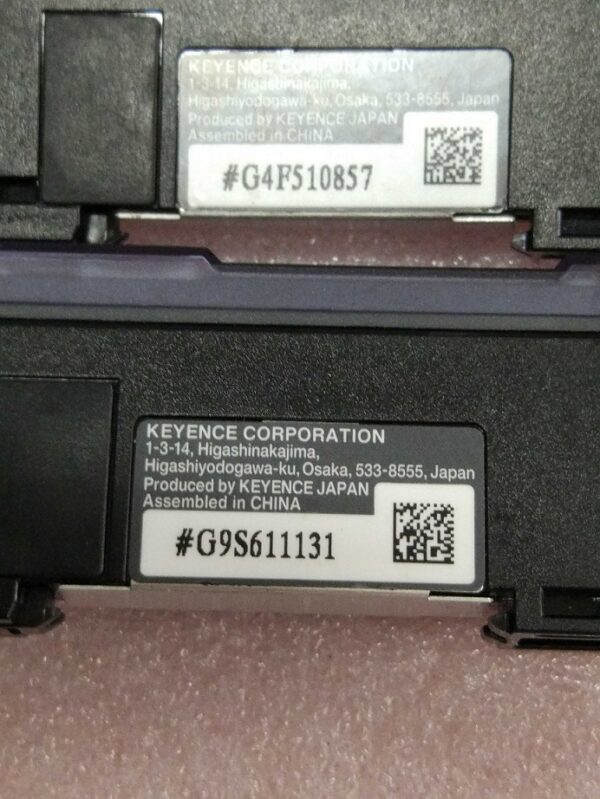 KEYENCE CORPORATION
1-3-14, Higashinakajima,
Higashiyodogawa-ku, Osaka, 533-8555, Japan
Produced by KEYENCE JAPAN
Assembled in CHINA
#G4F510857
KEYENCE CORPORATION
1-3-14, Higashinakajima,
Higashiyodogawa-ku, Osaka, 533-8555, Japan
Produced by KEYENCE JAPAN
Assembled in CHINA
#G9S611131